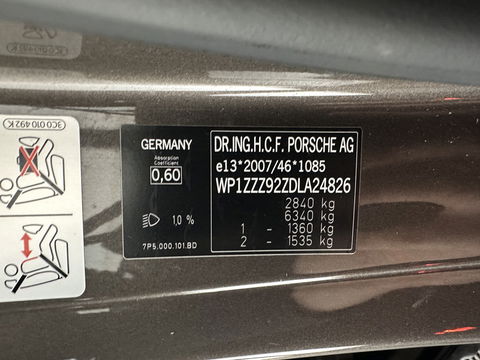 3C0 010 492 K
GERMANY
Absorption
Coefficient
0,60
1,0 %
7P5.000.101.BD
DR.ING.H.C.F. PORSCHE AG
e13*2007/46*1085
WP1ZZZ92ZDLA24826
2840 kg
6340 kg
1 - 1360 kg
2 - 1535 kg